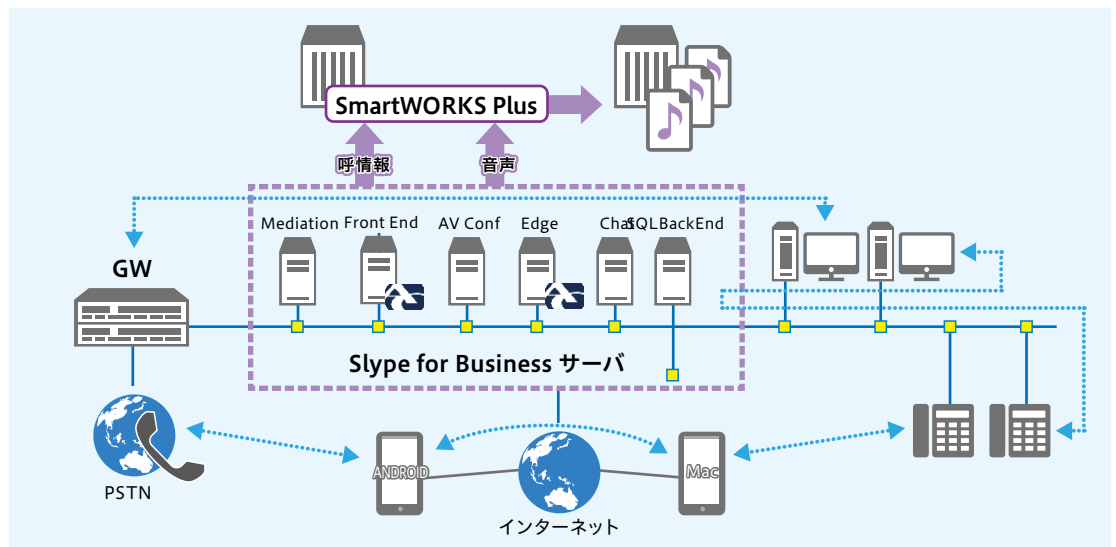 SmartWORKS Plus
呼情報
音声
Mediation
Front End
AV Conf
Edge
Chat
SQLBackEnd
GW
Slype for Business サーバ
PSTN
ANDROID
Mac
インターネット